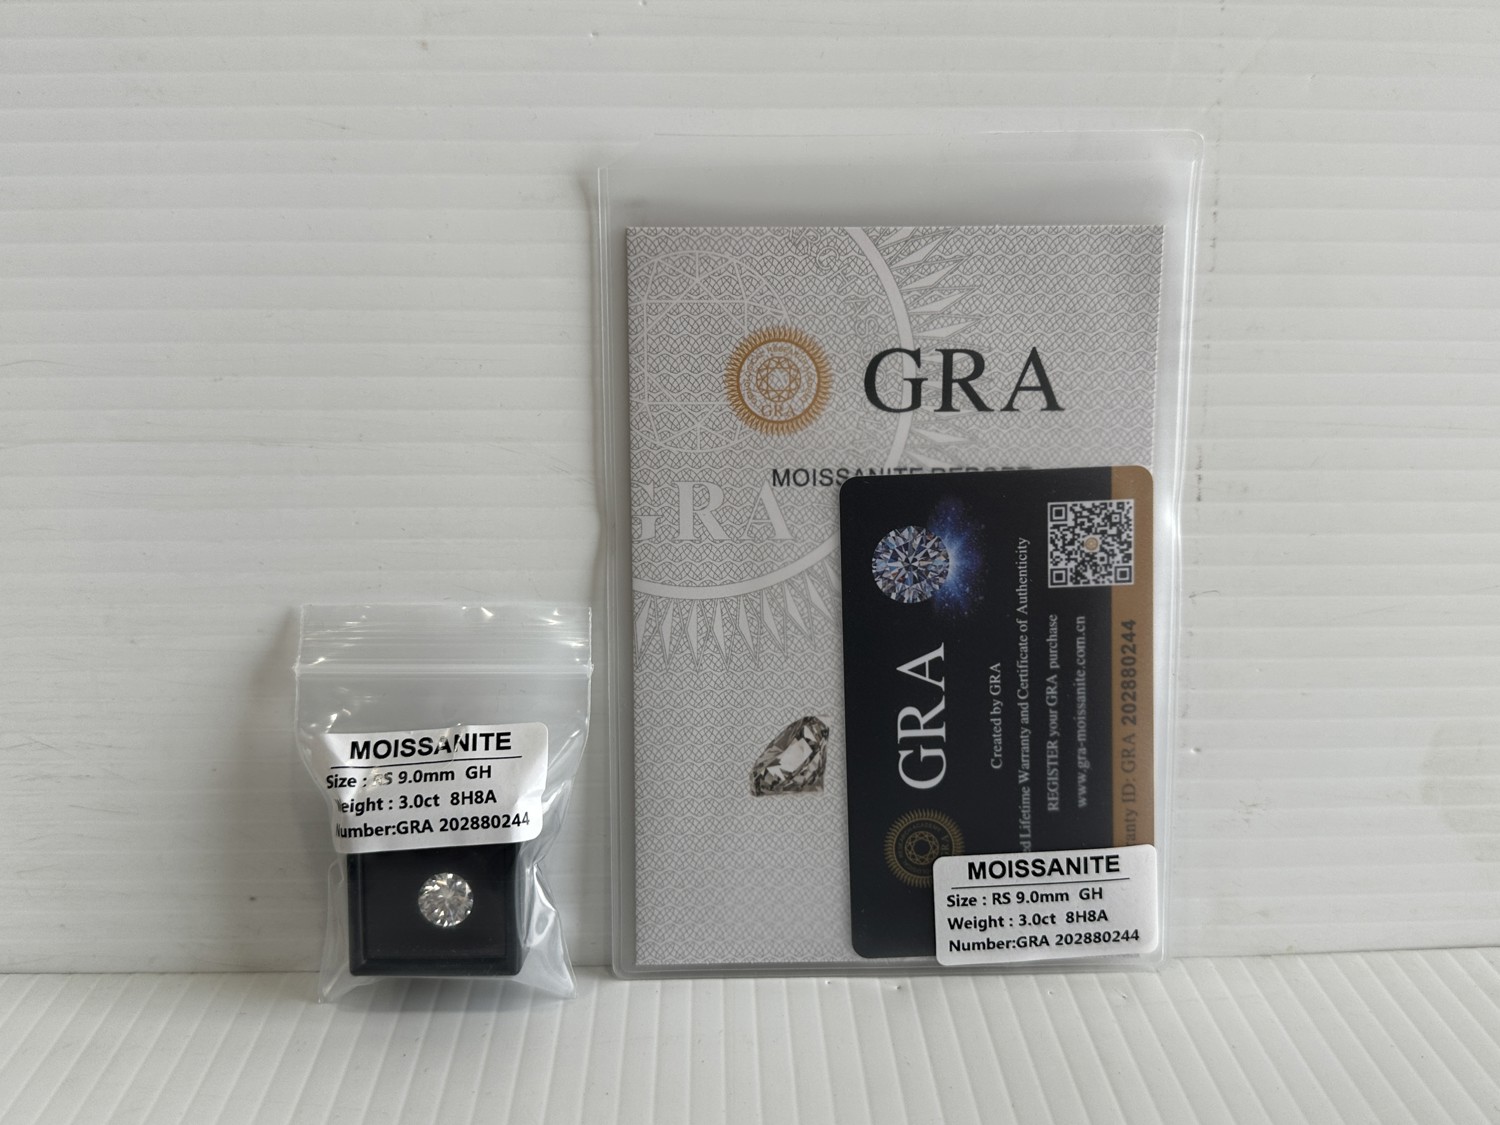 GRA
GRA
MOISSANITE REPORT
GRA
GRA
Created by GRA
Lifetime Warranty and Certificate of Authenticity
REGISTER your GRA purchase
www.gra-moissanite.com.cn
ID: GRA 202880244
MOISSANITE
Size : RS 9.0mm GH
Weight : 3.0ct 8H8A
Number:GRA 202880244
MOISSANITE
Size : RS 9.0mm GH
Weight : 3.0ct 8H8A
Number:GRA 202880244